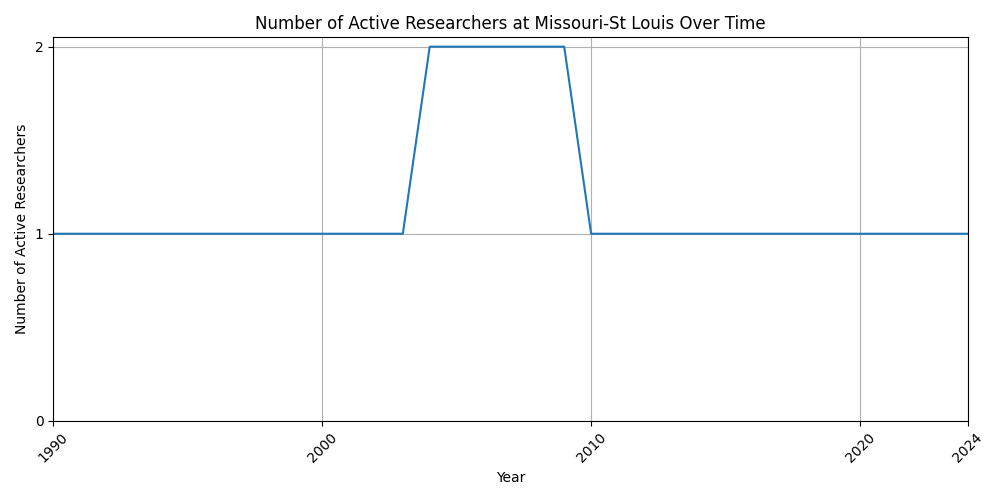 Number of Active Researchers at Missouri-St Louis Over Time
Number of Active Researchers
2
1
0
1990
2000
2010
2020
2024
Year